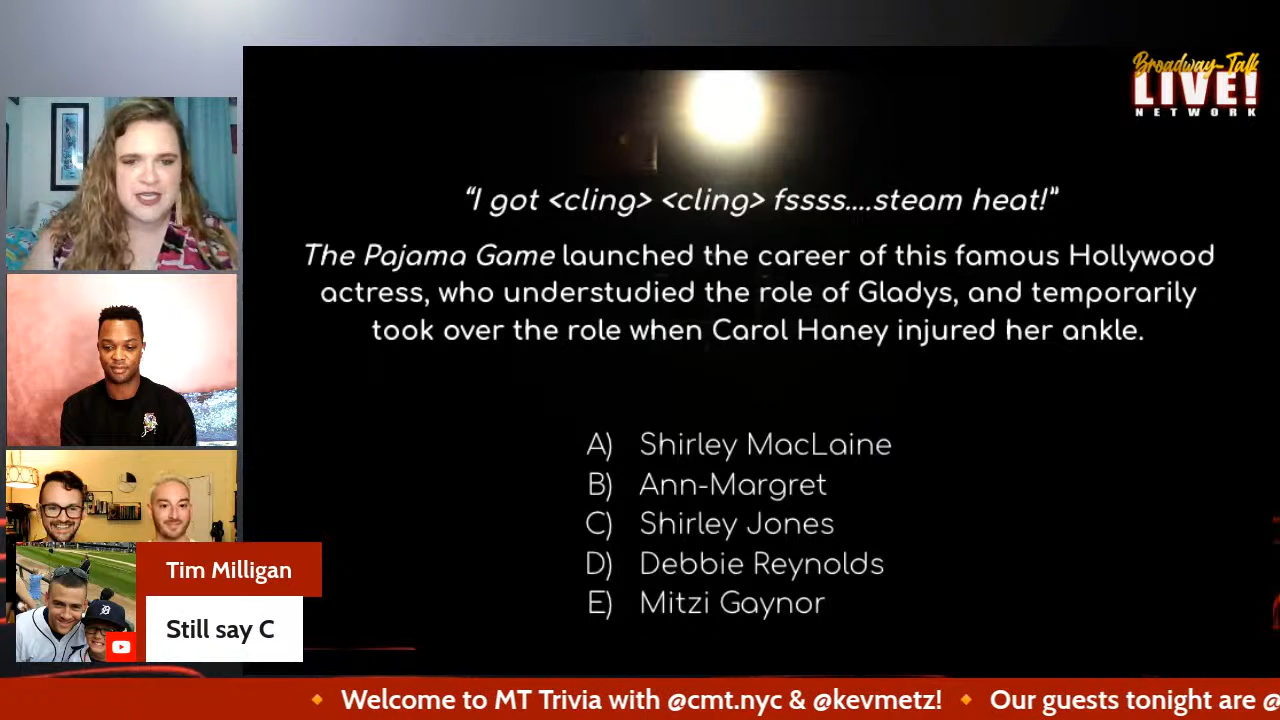 Broadway-Talk
LIVE!
NETWORK
“I got <cling> <cling> fssss....steam heat!”
The Pajama Game launched the career of this famous Hollywood
actress, who understudied the role of Gladys, and temporarily
took over the role when Carol Haney injured her ankle.
A) Shirley MacLaine
B) Ann-Margret
C) Shirley Jones
D) Debbie Reynolds
E) Mitzi Gaynor
Tim Milligan
Still say C
Welcome to MT Trivia with @cmt.nyc & @kevmetz! Our guests tonight are @